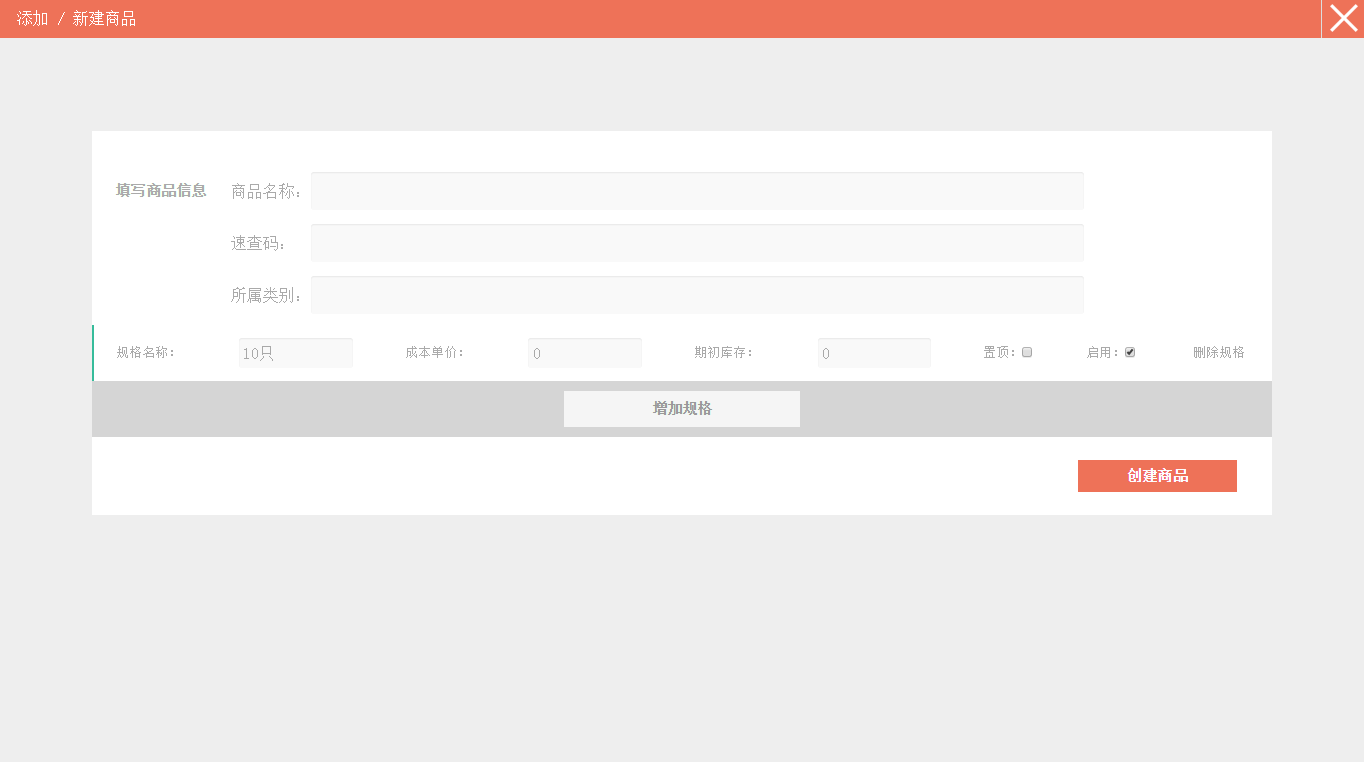 添加 / 新建商品
填写商品信息 商品名称：
速查码：
所属类别：
规格名称： 10只 成本单价： 0 期初库存： 0 置顶： 启用： 删除规格
增加规格
创建商品